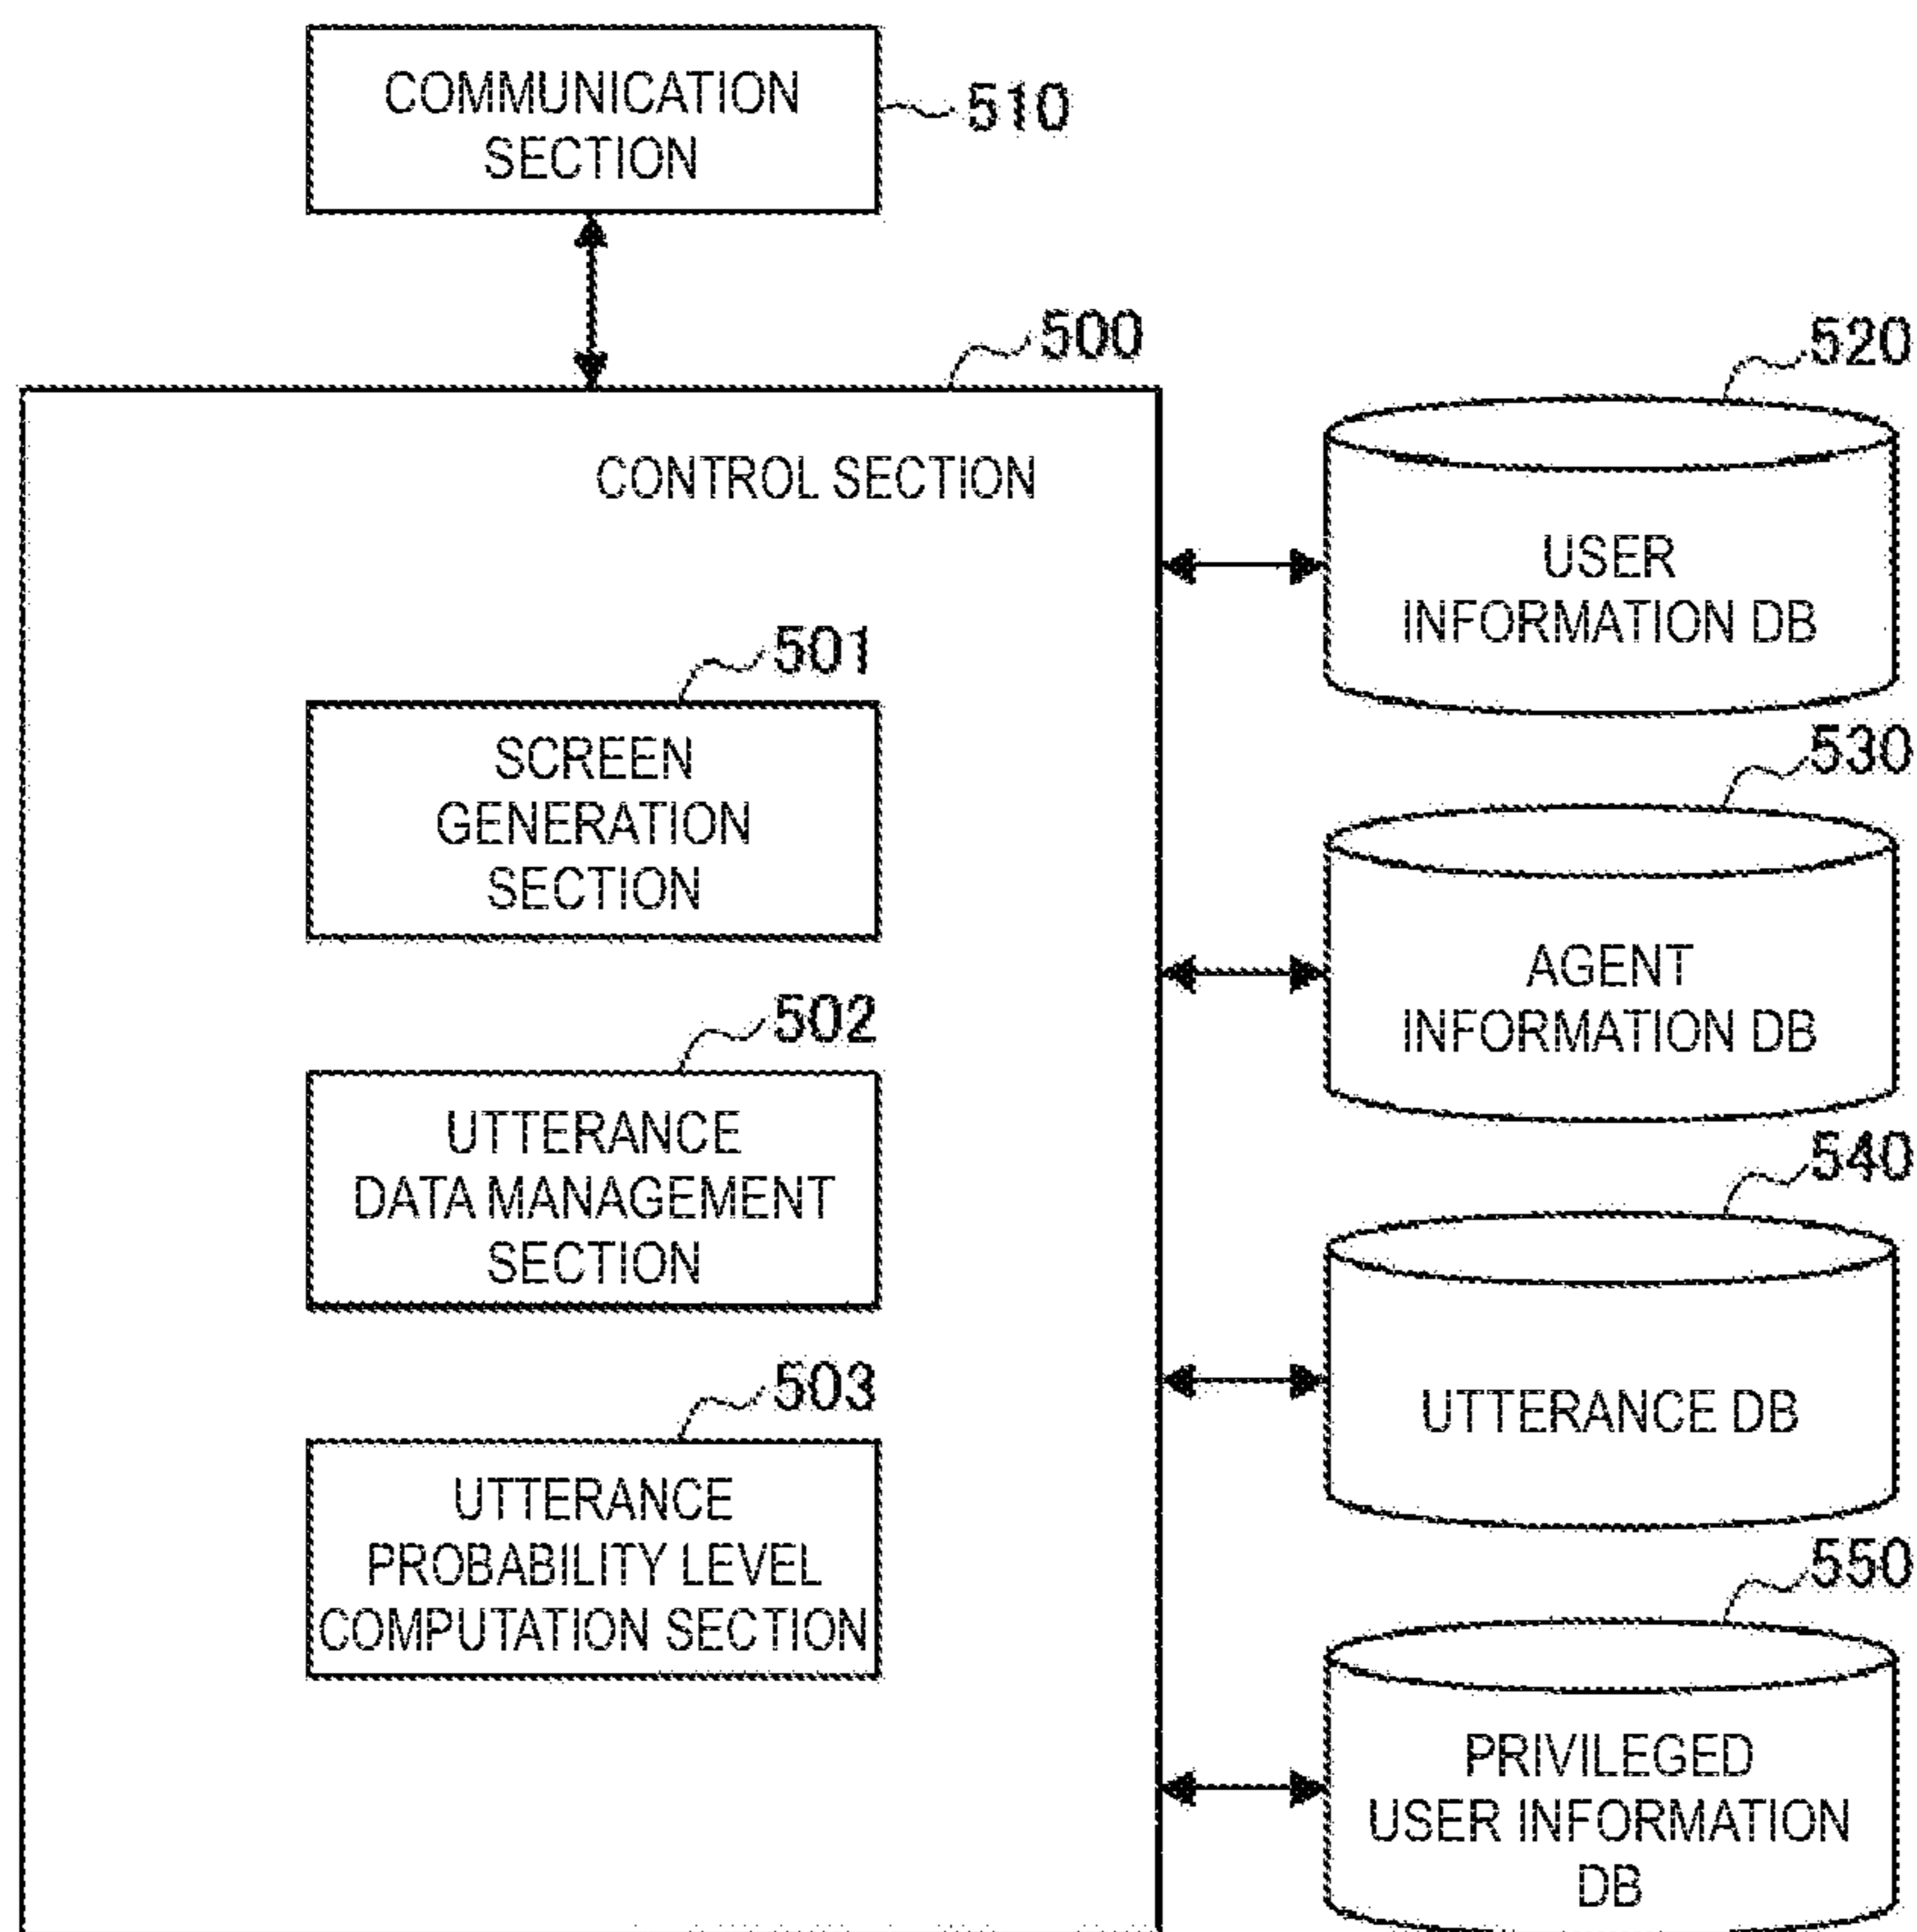 COMMUNICATION
SECTION
510
500
CONTROL SECTION
520
USER
INFORMATION DB
501
SCREEN
GENERATION
SECTION
530
AGENT
INFORMATION DB
502
UTTERANCE
DATA MANAGEMENT
SECTION
540
UTTERANCE DB
503
UTTERANCE
PROBABILITY LEVEL
COMPUTATION SECTION
550
PRIVILEGED
USER INFORMATION
DB